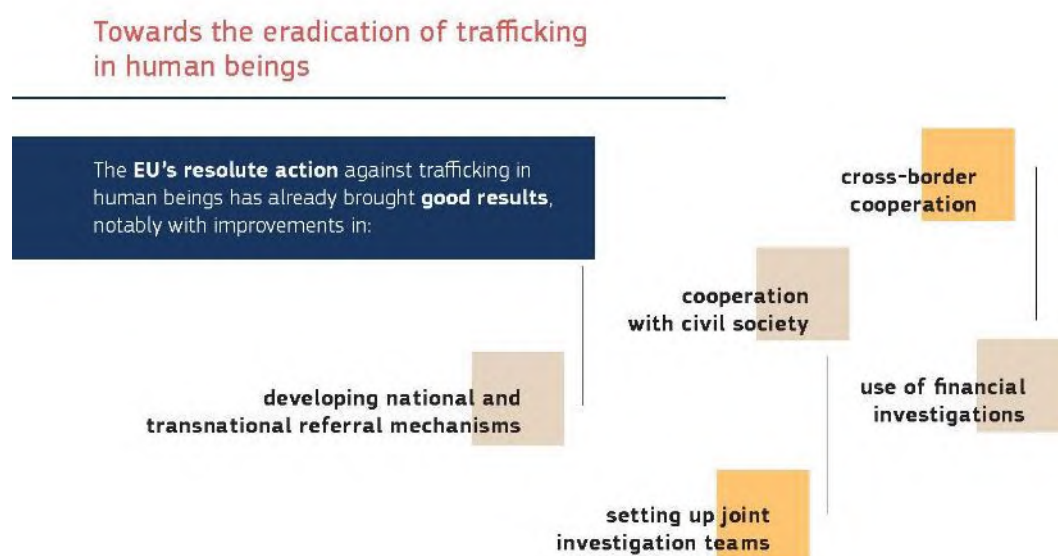 Towards the eradication of trafficking
in human beings
The EU's resolute action against trafficking in
human beings has already brought good results,
notably with improvements in:
cross-border
cooperation
cooperation
with civil society
use of financial
investigations
developing national and
transnational referral mechanisms
setting up joint
investigation teams